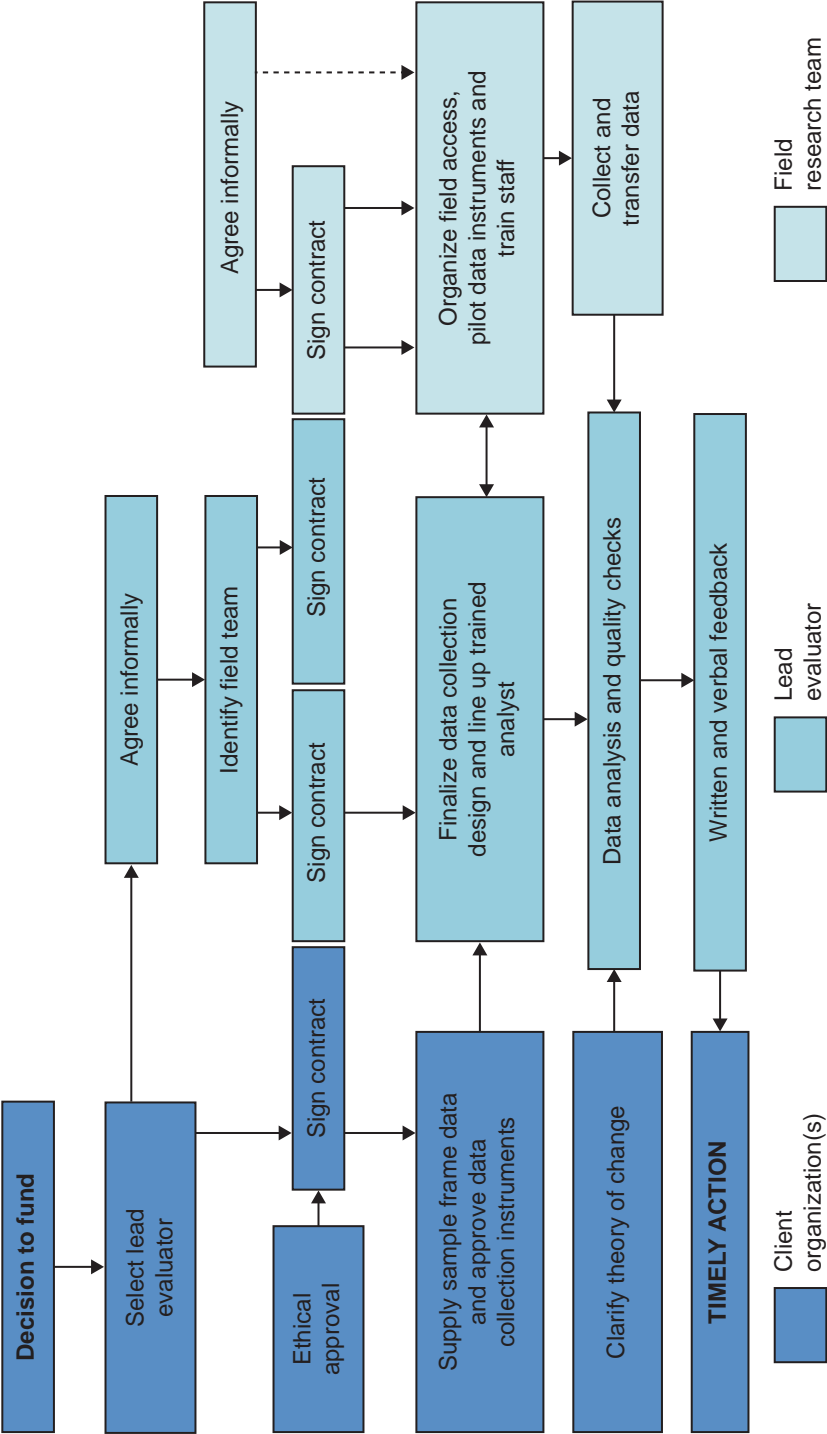 Decision to fund
Select lead
evaluator
Agree informally
Identify field team
Agree informally
Ethical
approval
Sign contract
Sign contract
Sign contract
Sign contract
Supply sample frame data
and approve data
collection instruments
Finalize data collection
design and line up trained
analyst
Organize field access,
pilot data instruments and
train staff
Clarify theory of change
Data analysis and quality checks
Collect and
transfer data
TIMELY ACTION
Written and verbal feedback
Client
organization(s)
Lead
evaluator
Field
research team